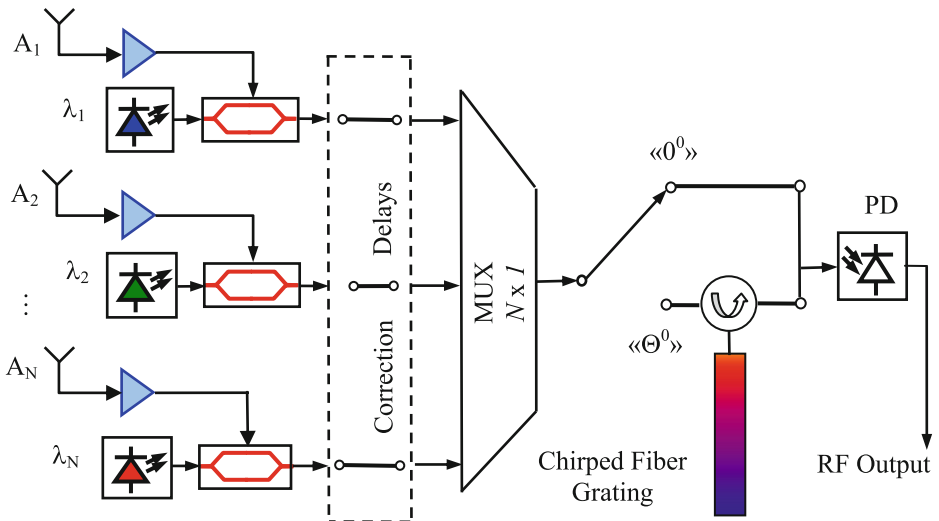 A1
λ1
A2
λ2
⋮
AN
λN
Delays
Correction
MUX
N x 1
«0⁰»
«Θ⁰»
PD
Chirped Fiber
Grating
RF Output